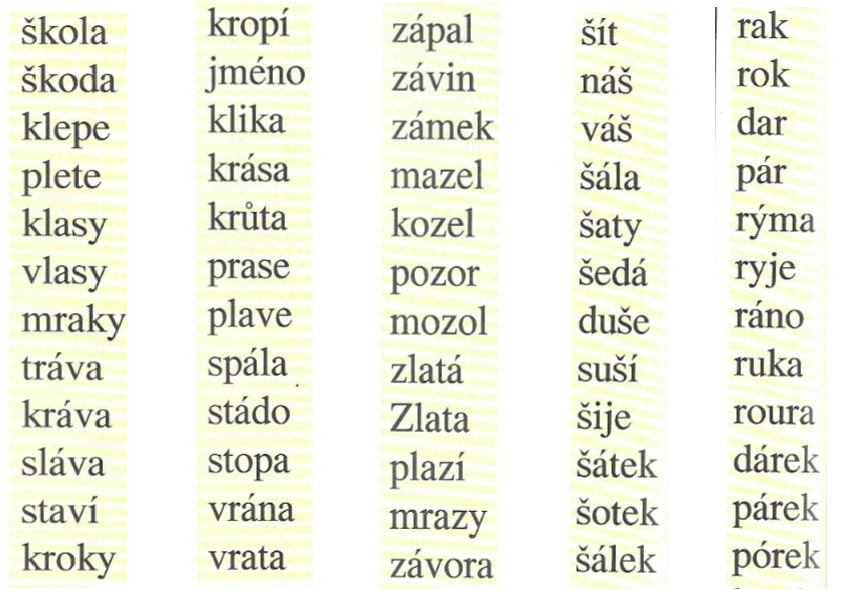 škola
škoda
klepe
plete
klasy
vlasy
mraky
tráva
kráva
sláva
staví
kroky
kropí
jméno
klika
krása
krůta
prase
plave
spála
stádo
stopa
vrána
vrata
zápal
závin
zámek
mazel
kozel
pozor
mozol
zlatá
Zlata
plazí
mrazy
závora
šít
náš
váš
šála
šaty
šedá
duše
suší
šije
šátek
šotek
šálek
rak
rok
dar
pár
rýma
ryje
ráno
ruka
roura
dárek
párek
pórek